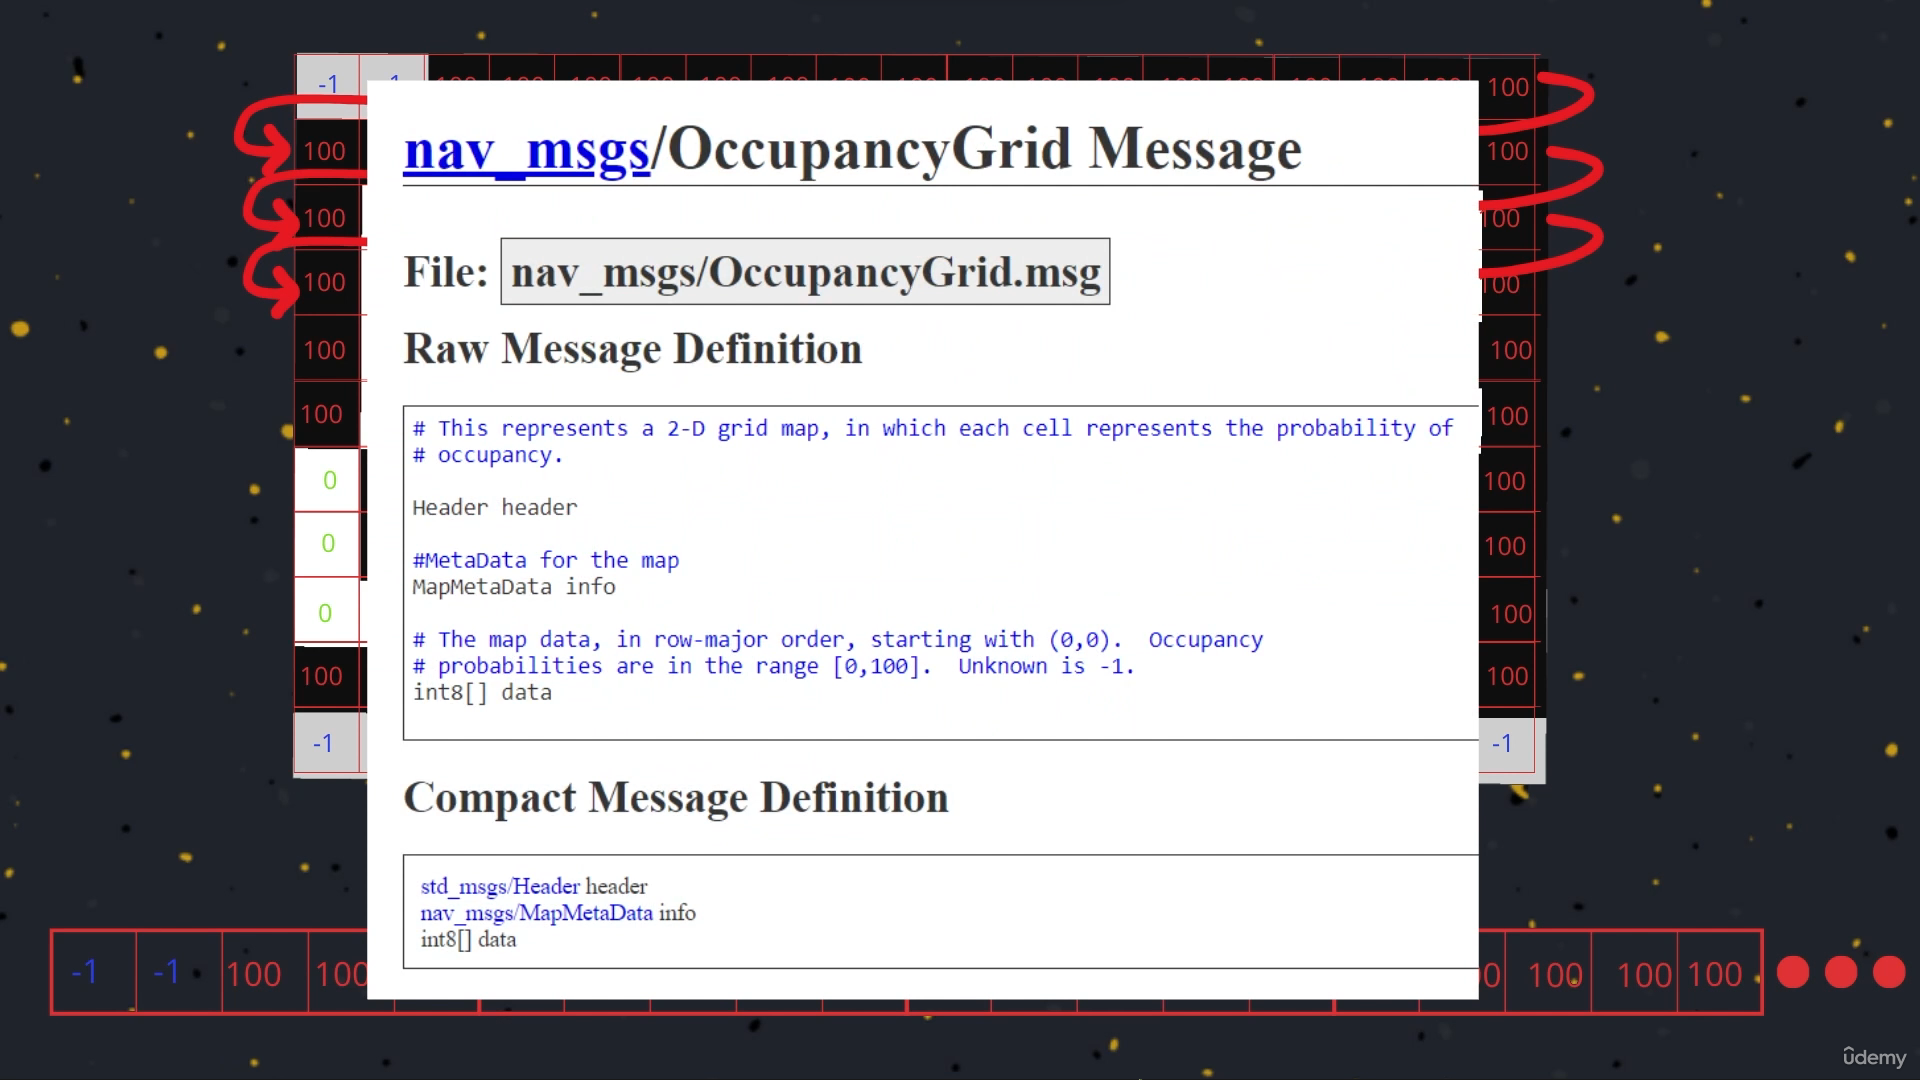 -1 100
nav_msgs/OccupancyGrid Message
100 100
100 100
File: nav_msgs/OccupancyGrid.msg
100 100
Raw Message Definition
100 100
100 100
# This represents a 2-D grid map, in which each cell represents the probability of
# occupancy.
0 100
Header header
0 100
#MetaData for the map
MapMetaData info
0 100
# The map data, in row-major order, starting with (0,0).  Occupancy
# probabilities are in the range [0,100].  Unknown is -1.
100 100
int8[] data
-1 -1
Compact Message Definition
std_msgs/Header header
nav_msgs/MapMetaData info
int8[] data
-1 -1 100 100 100 100 100
ûdemy